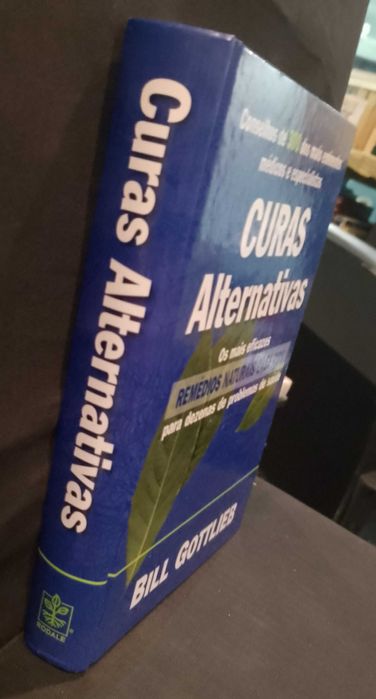 Curas Alternativas
RODALE
Conselhos de dos mais
médicos e especialistas
CURAS
Alternativas
Os mais eficazes
REMÉDIOS NATURAIS
para dezenas de problemas de saúde
BILL GOTTLIEB